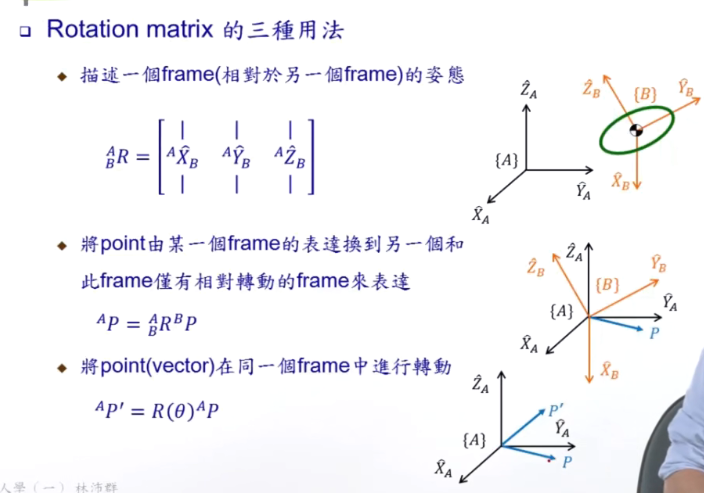 Rotation matrix 的三種用法
描述一個frame(相對於另一個frame)的姿態
{}^A_B R = [ {}^A\hat{X}_B {}^A\hat{Y}_B {}^A\hat{Z}_B ]
\hat{Z}_A
{A}
\hat{Y}_A
\hat{X}_A
\hat{Z}_B
{B}
\hat{Y}_B
\hat{X}_B
將point由某一個frame的表達換到另一個和
此frame僅有相對轉動的frame來表達
{}^A P = {}^A_B R {}^B P
\hat{Z}_B
\hat{Z}_A
{B}
\hat{Y}_B
{A}
\hat{Y}_A
P
\hat{X}_A
\hat{X}_B
將point(vector)在同一個frame中進行轉動
{}^A P' = R(θ) {}^A P
\hat{Z}_A
P'
{A}
\hat{Y}_A
P
\hat{X}_A
人學（一） 林沛群